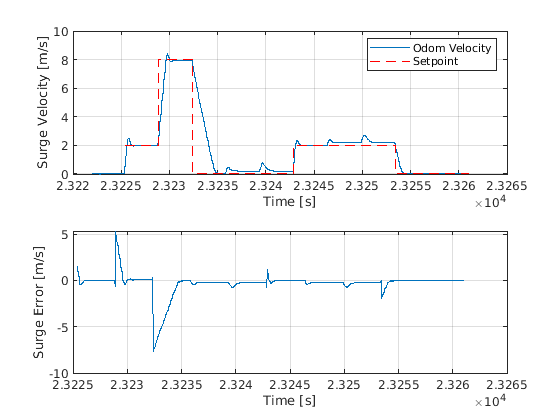 10
8
6
4
2
0
Surge Velocity [m/s]
Odom Velocity
Setpoint
2.322 2.3225 2.323 2.3235 2.324 2.3245 2.325 2.3255 2.326 2.3265
Time [s]
×10⁴
5
0
-5
-10
Surge Error [m/s]
2.3225 2.323 2.3235 2.324 2.3245 2.325 2.3255 2.326 2.3265
Time [s]
×10⁴